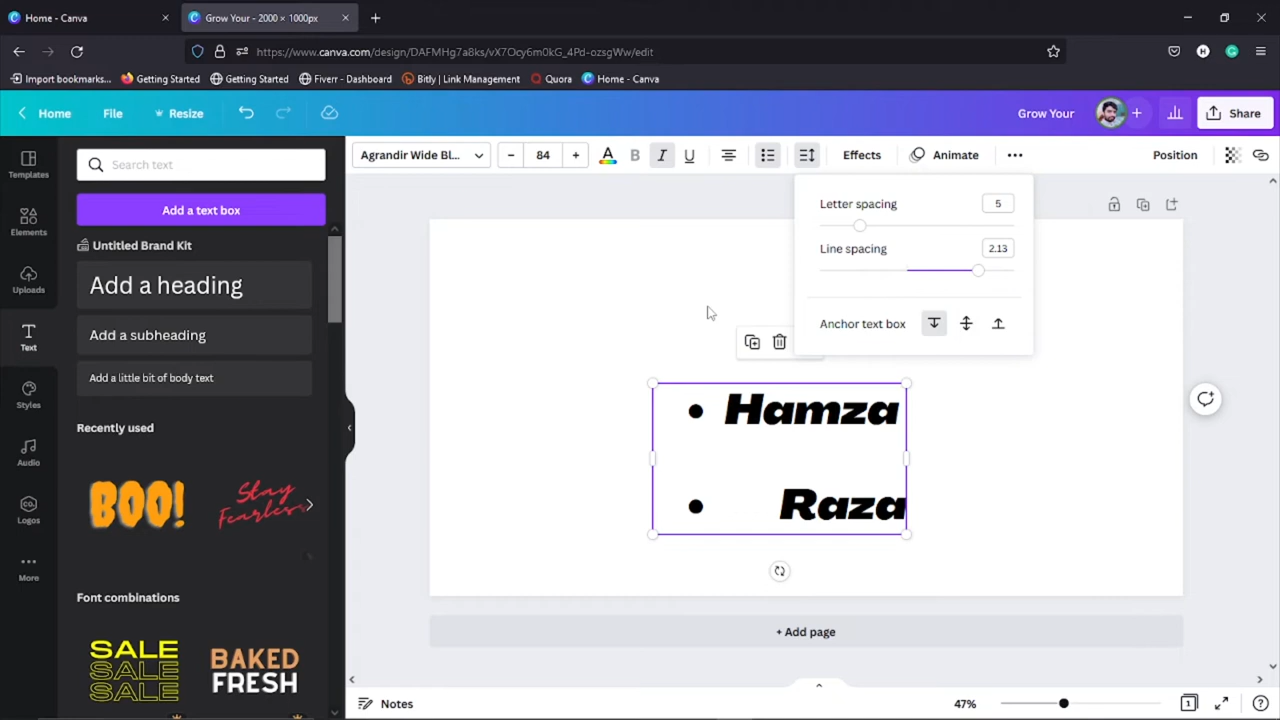 Home - Canva
Grow Your - 2000 × 1000px
https://www.canva.com/design/DAFMHg7a8ks/vX7Ocy6m0kG_4Pd-ozsgWw/edit
Import bookmarks...
Getting Started
Getting Started
Fiverr - Dashboard
Bitly | Link Management
Quora
Home - Canva
Home
File
Resize
Grow Your
Share
Templates
Elements
Uploads
Text
Styles
Audio
CO.
Logos
More
Search text
Add a text box
Untitled Brand Kit
Add a heading
Add a subheading
Add a little bit of body text
Recently used
BOO!
Stay
Fearless
Font combinations
SALE
SALE
SALE
BAKED
FRESH
Agrandir Wide Bl...
84
A
B
I
U
Effects
Animate
Position
Letter spacing
5
Line spacing
2.13
Anchor text box
• Hamza
• Raza
+ Add page
Notes
47%
1